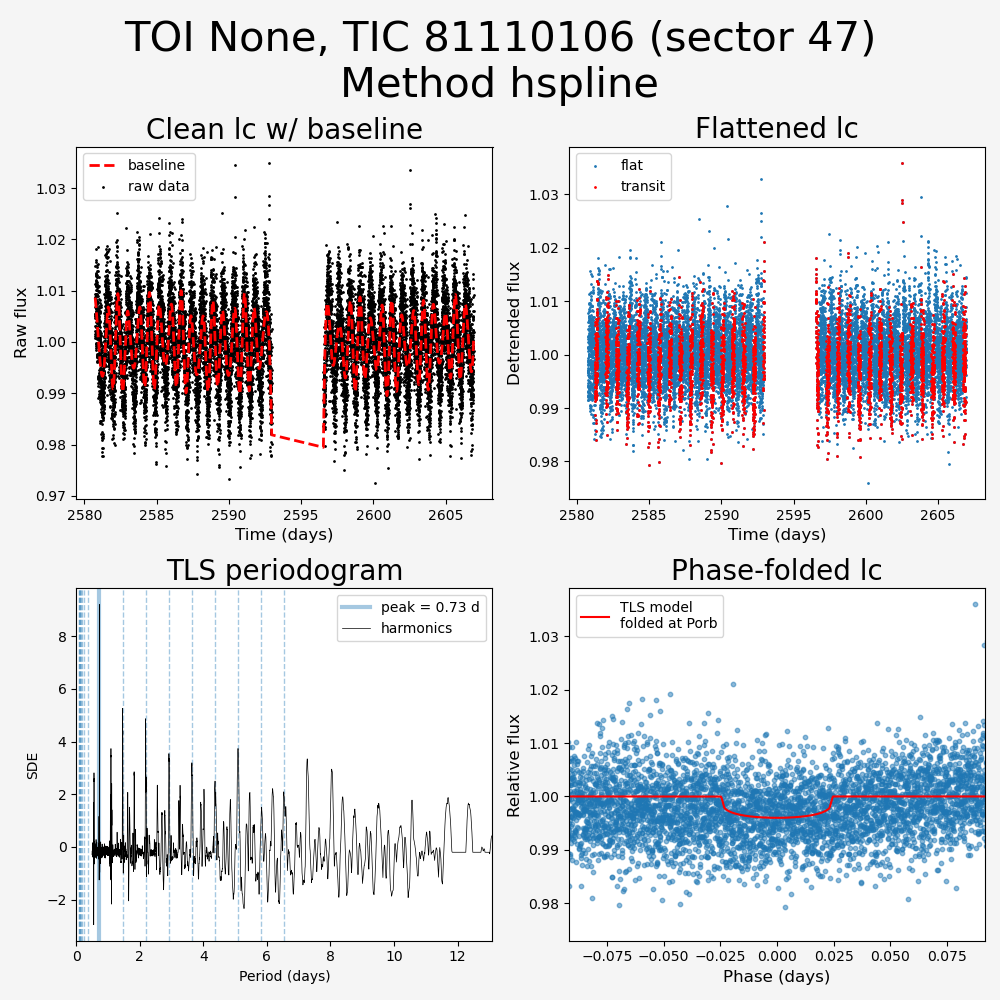 TOI None, TIC 81110106 (sector 47)
Method hspline
Clean lc w/ baseline
baseline
raw data
Raw flux
1.03
1.02
1.01
1.00
0.99
0.98
0.97
2580
2585
2590
2595
2600
2605
Time (days)
Flattened lc
flat
transit
Detrended flux
1.03
1.02
1.01
1.00
0.99
0.98
2580
2585
2590
2595
2600
2605
Time (days)
TLS periodogram
peak = 0.73 d
harmonics
SDE
8
6
4
2
0
−2
0
2
4
6
8
10
12
Period (days)
Phase-folded lc
TLS model
folded at Porb
Relative flux
1.03
1.02
1.01
1.00
0.99
0.98
−0.075
−0.050
−0.025
0.000
0.025
0.050
0.075
Phase (days)